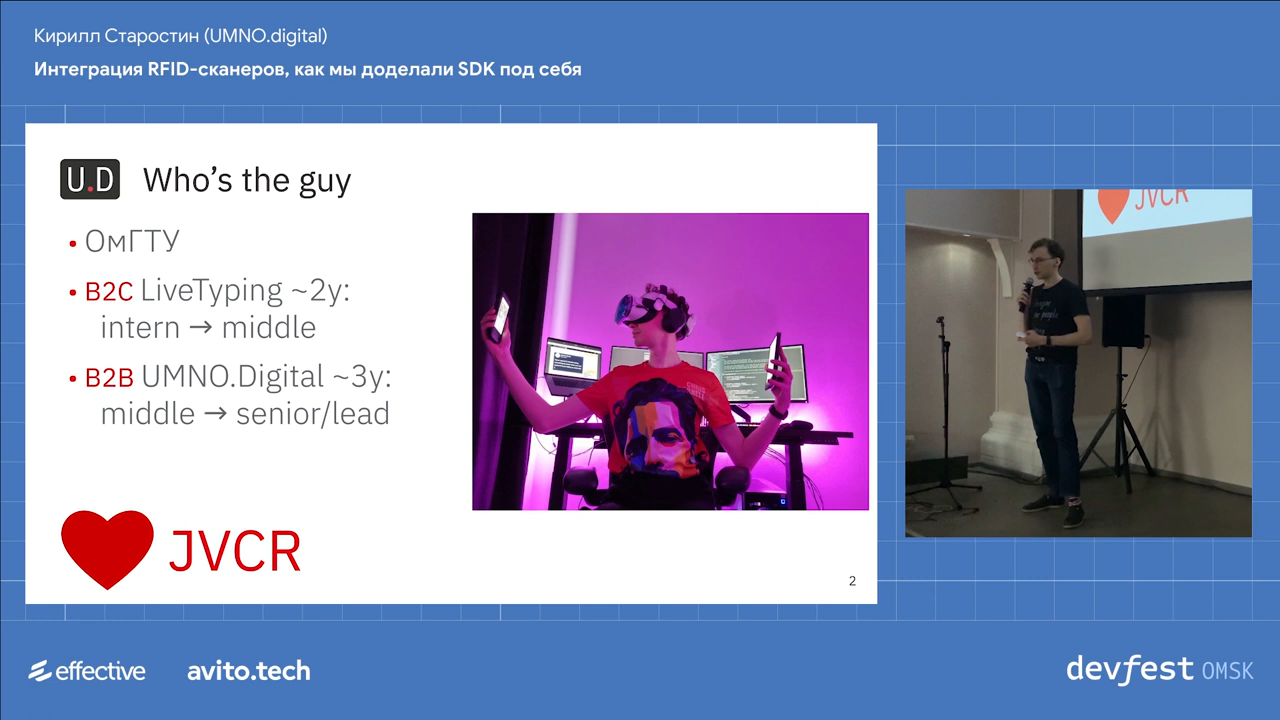 Кирилл Старостин (UMNO.digital)
Интеграция RFID-сканеров, как мы доделали SDK под себя
U.D Who’s the guy
• ОмГТУ
• B2C LiveTyping ~2y:
intern → middle
• B2B UMNO.Digital ~3y:
middle → senior/lead
JVCR
2
JVCR
effective
avito.tech
devfest OMSK